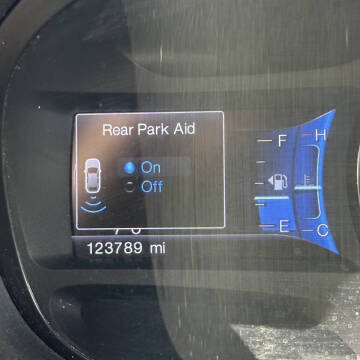 Rear Park Aid
On
Off
123789 mi
F
E
H
C